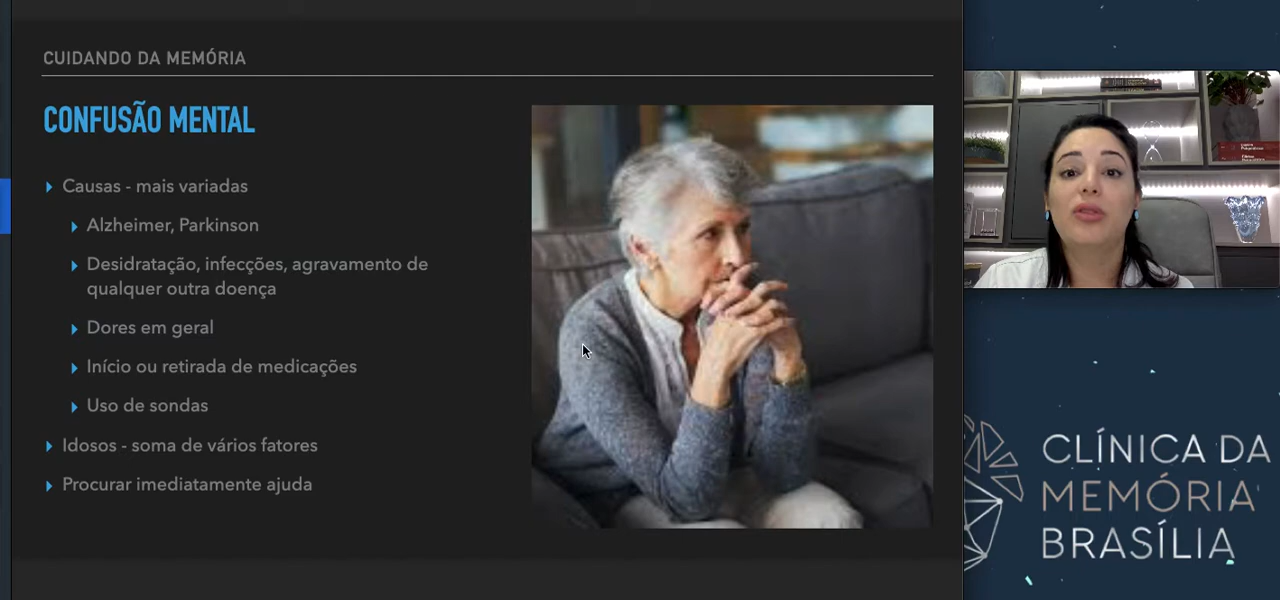 CUIDANDO DA MEMÓRIA
CONFUSÃO MENTAL
Causas - mais variadas
Alzheimer, Parkinson
Desidratação, infecções, agravamento de
qualquer outra doença
Dores em geral
Início ou retirada de medicações
Uso de sondas
Idosos - soma de vários fatores
Procurar imediatamente ajuda
CLÍNICA DA
MEMÓRIA
BRASÍLIA